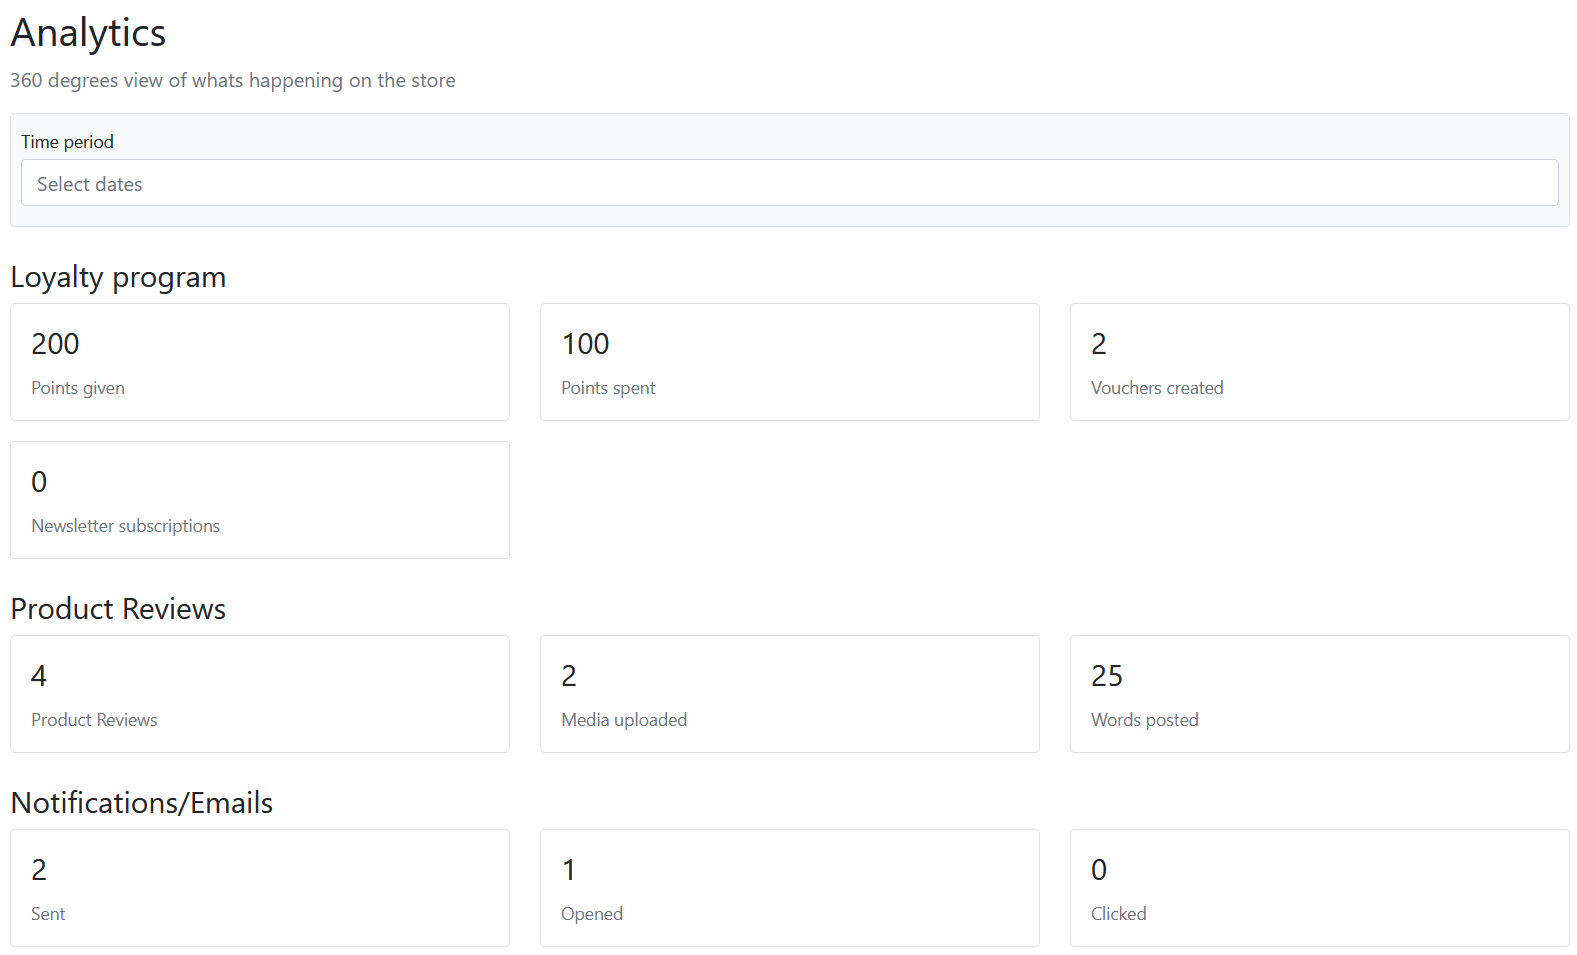 Analytics
360 degrees view of whats happening on the store
Time period
Select dates
Loyalty program
200
Points given
100
Points spent
2
Vouchers created
0
Newsletter subscriptions
Product Reviews
4
Product Reviews
2
Media uploaded
25
Words posted
Notifications/Emails
2
Sent
1
Opened
0
Clicked